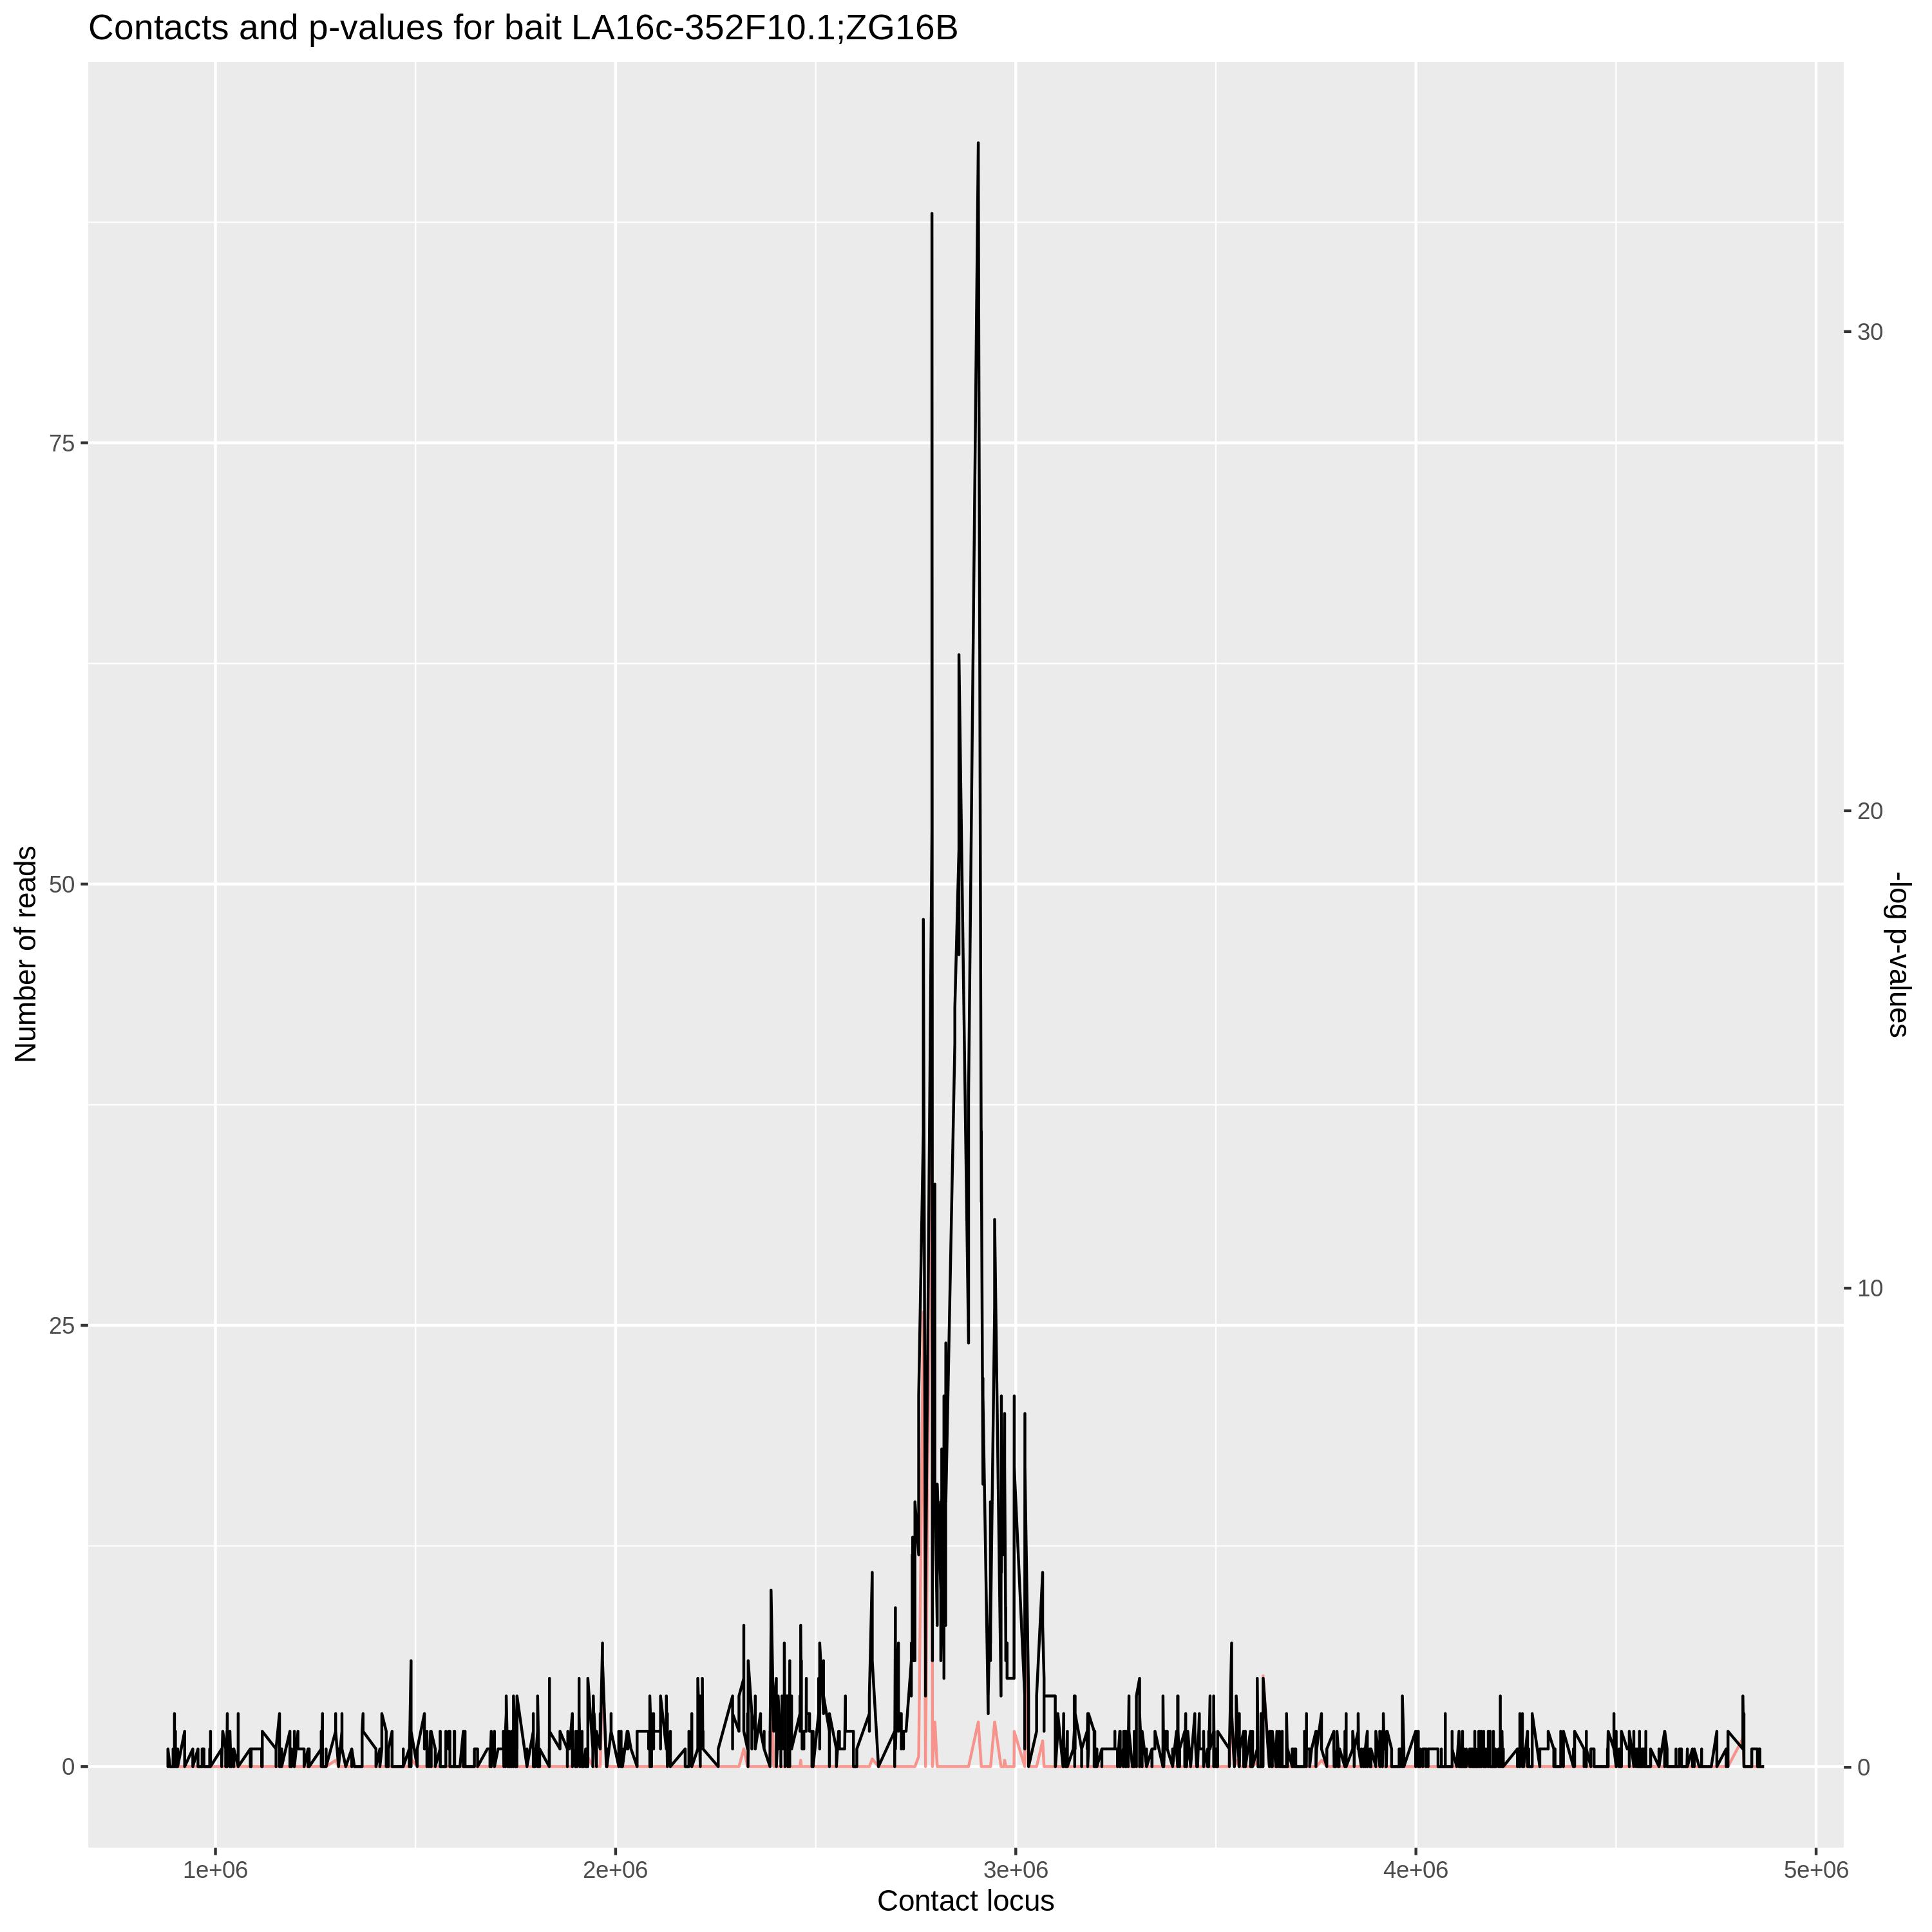 Contacts and p-values for bait LA16c-352F10.1;ZG16B
Number of reads
75
50
25
0
30
20
10
0
-log p-values
1e+06
2e+06
3e+06
4e+06
5e+06
Contact locus